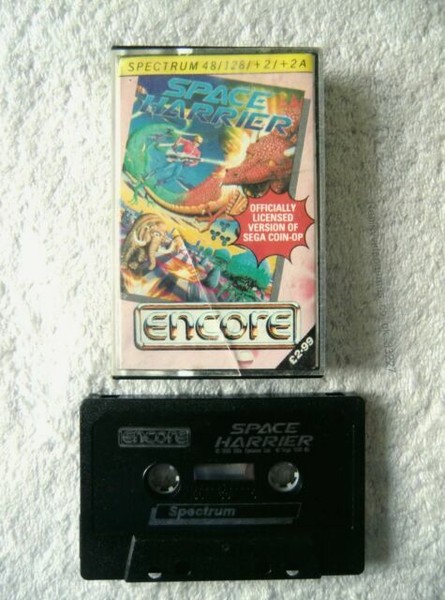 SPECTRUM 48/128/+2/+2A
SPACE
HARRIER
OFFICIALLY
LICENSED
VERSION OF
SEGA COIN-OP
ENCORE
£2·99
ENCORE
SPACE
HARRIER
Spectrum